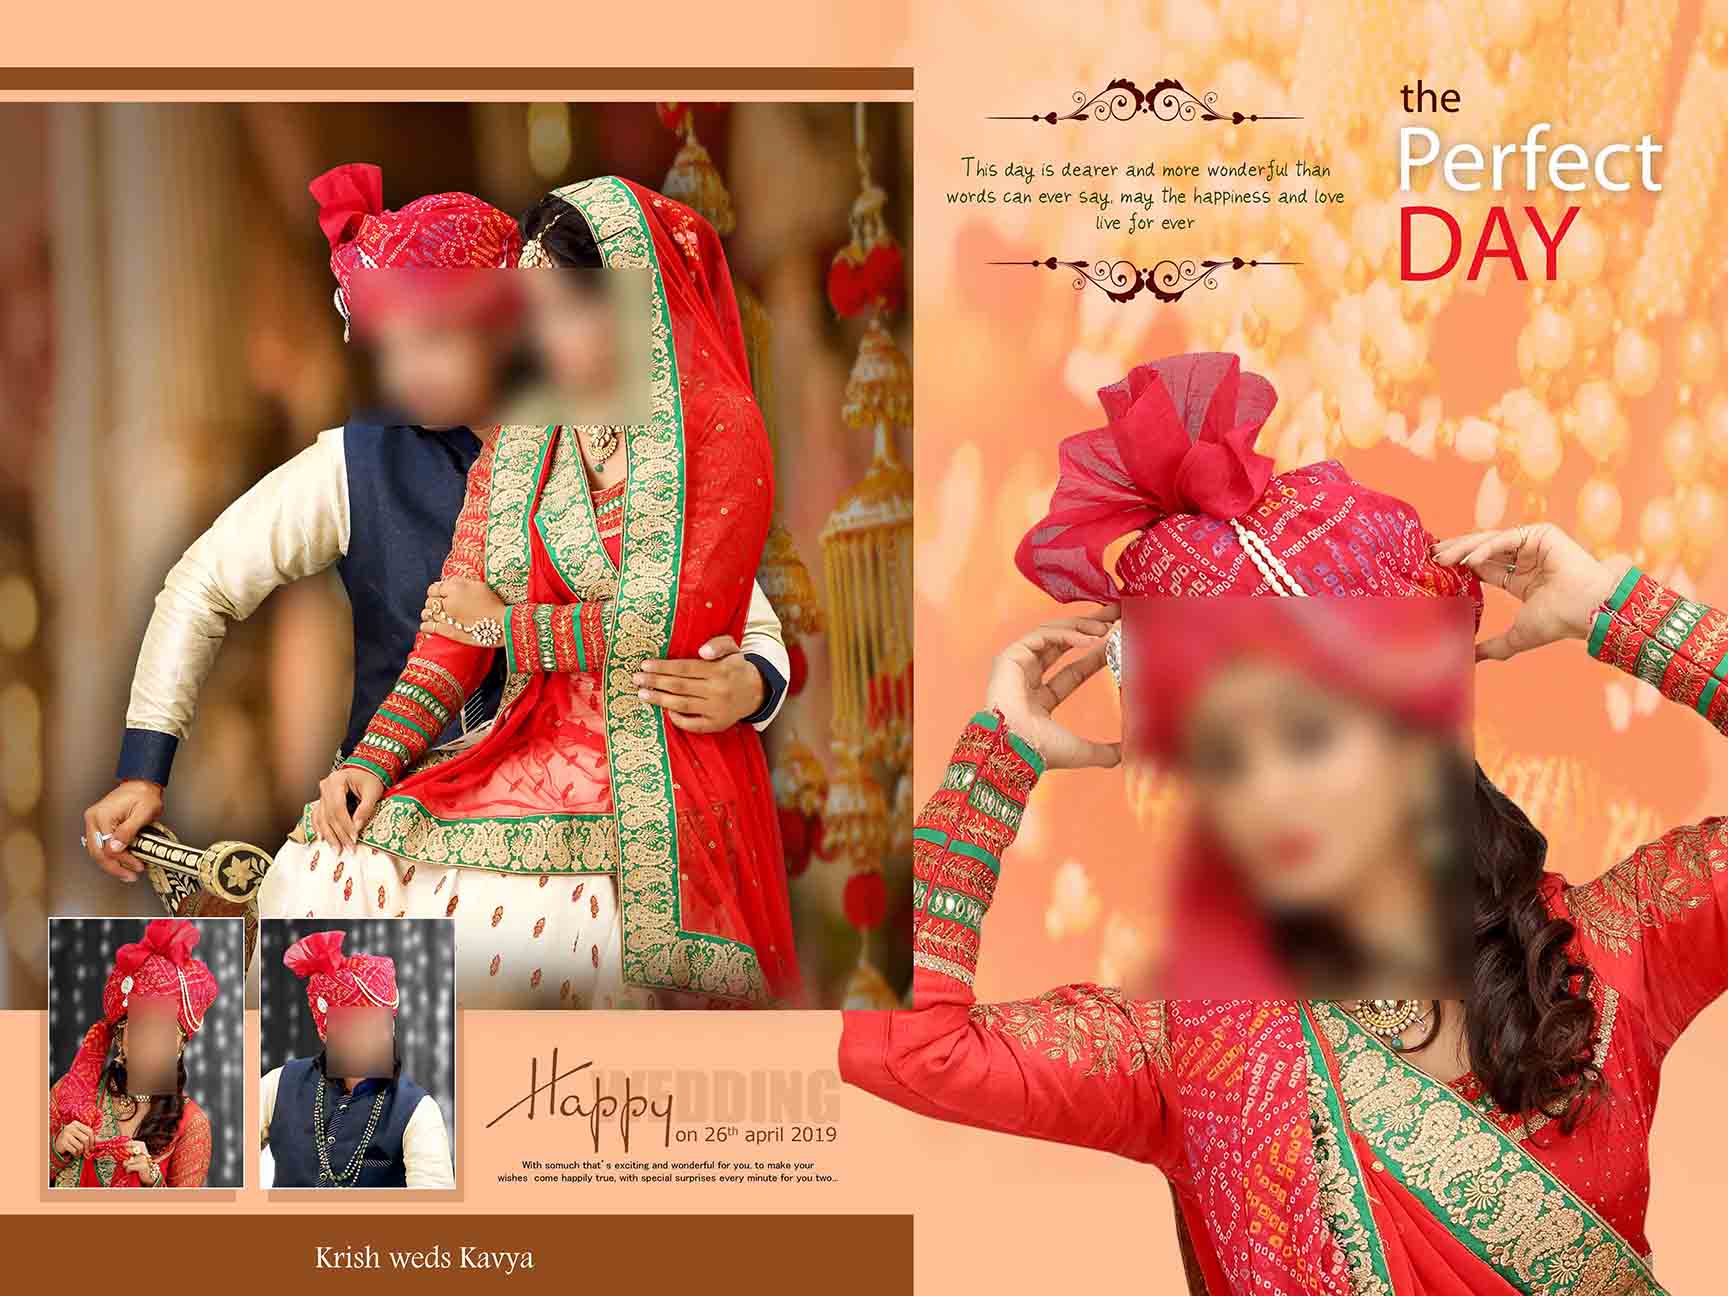 the
Perfect
DAY
This day is dearer and more wonderful than
words can ever say, may the happiness and love
live for ever
Happy WEDDING
on 26th april 2019
With somuch that's exciting and wonderful for you, to make your
wishes come happily true, with special surprises every minute for you two...
Krish weds Kavya